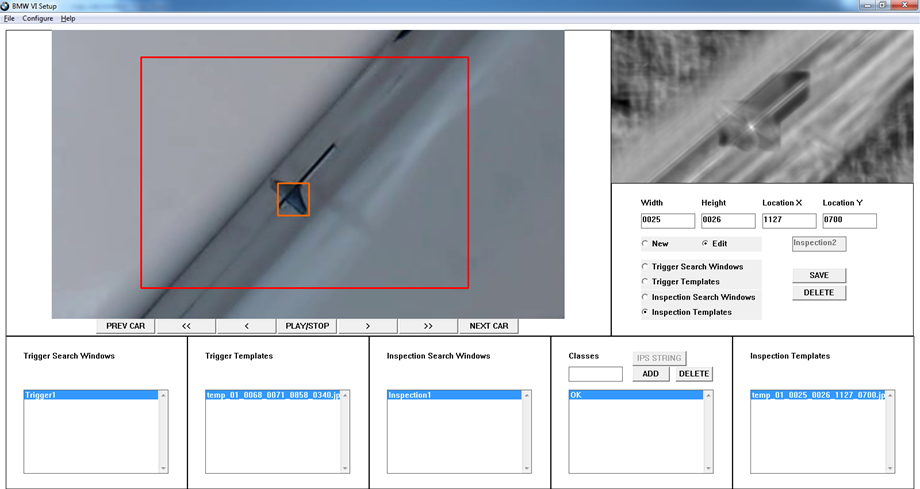 BMW VI Setup
File Configure Help
Width Height Location X Location Y
0025 0026 1127 0700
New Edit Inspection2
Trigger Search Windows
Trigger Templates
Inspection Search Windows
Inspection Templates
SAVE
DELETE
PREV CAR << < PLAY/STOP > >> NEXT CAR
Trigger Search Windows
Trigger1
Trigger Templates
temp_01_0068_0071_0858_0340.jp
Inspection Search Windows
Inspection1
Classes IPS STRING
ADD DELETE
OK
Inspection Templates
temp_01_0025_0026_1127_0700.jp